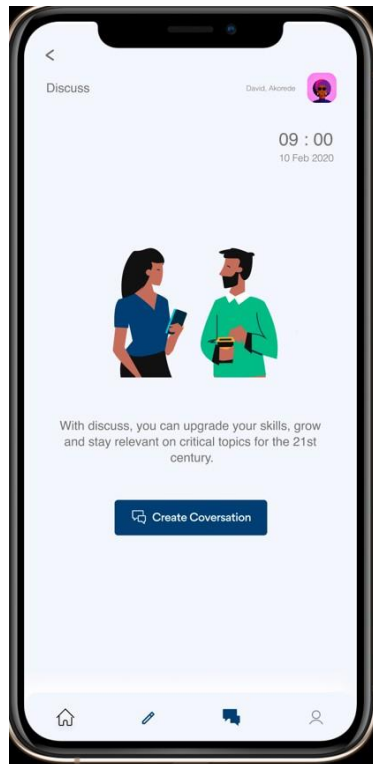 Discuss
David, Akorede
09 : 00
10 Feb 2020
With discuss, you can upgrade your skills, grow
and stay relevant on critical topics for the 21st
century.
Create Coversation